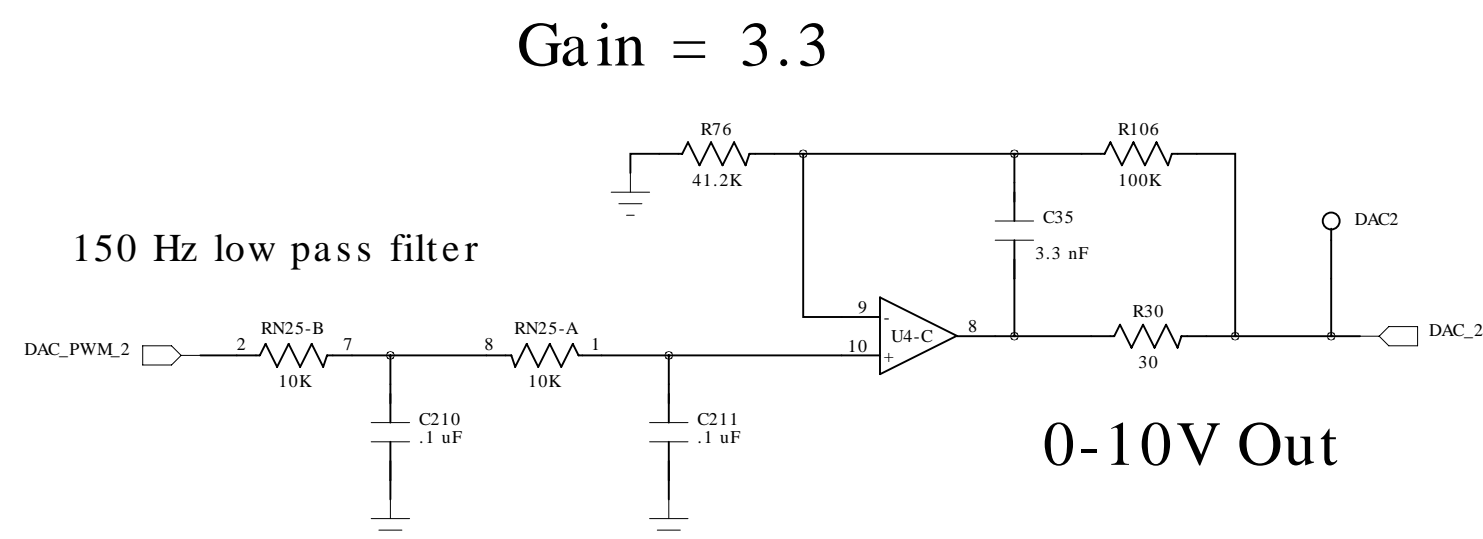 Gain = 3.3
R76
41.2K
R106
100K
C35
3.3 nF
DAC2
150 Hz low pass filter
DAC_PWM_2
2
RN25-B
10K
7
8
RN25-A
10K
1
C210
.1 uF
C211
.1 uF
9
10
-
+
U4-C
8
R30
30
DAC_2
0-10V Out